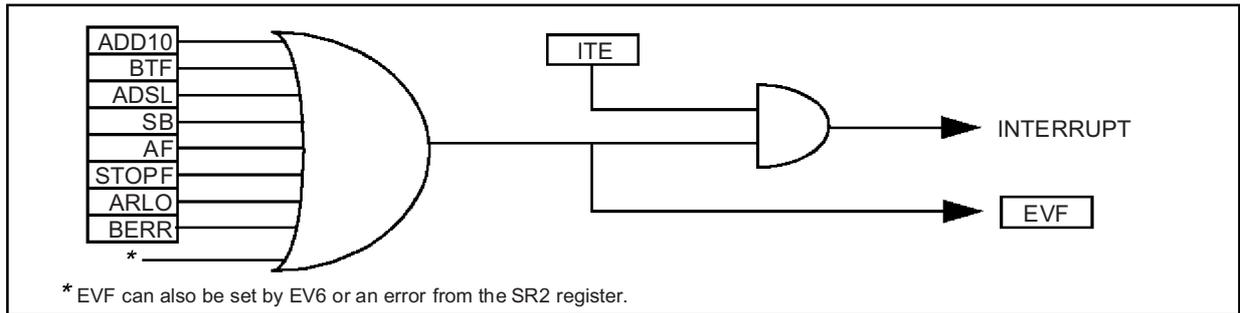 ADD10
BTF
ADSL
SB
AF
STOPF
ARLO
BERR
*
ITE
INTERRUPT
EVF
* EVF can also be set by EV6 or an error from the SR2 register.